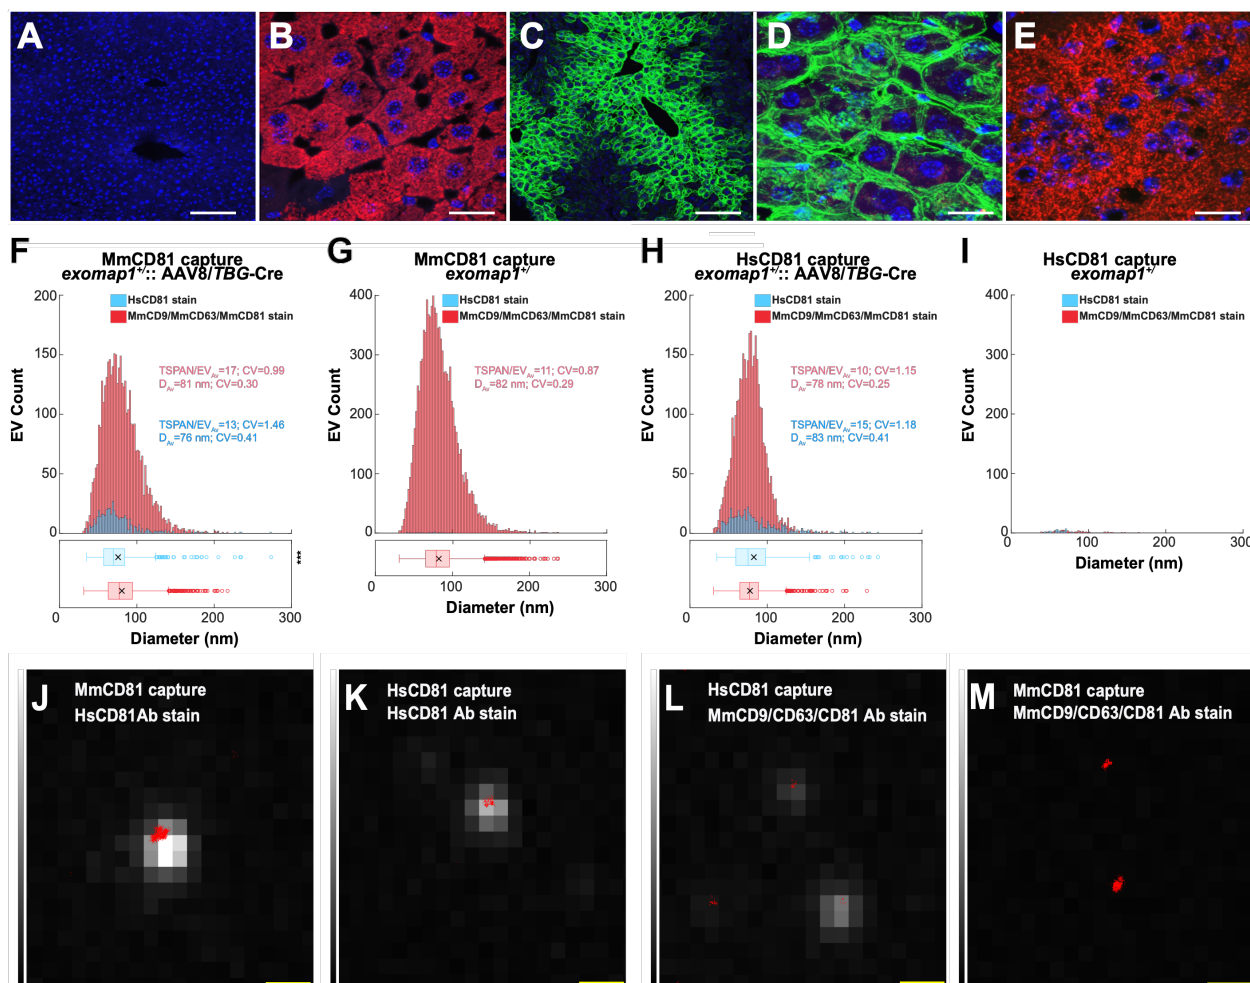 A
B
C
D
E
F
MmCD81 capture
exomap1+/:: AAV8/TBG-Cre
G
MmCD81 capture
exomap1+/
H
HsCD81 capture
exomap1+/:: AAV8/TBG-Cre
I
HsCD81 capture
exomap1+/
200
150
100
50
0
EV Count
HsCD81 stain
MmCD9/MmCD63/MmCD81 stain
TSPAN/EVAv=17; CV=0.99
DAv=81 nm; CV=0.30
TSPAN/EVAv=13; CV=1.46
DAv=76 nm; CV=0.41
***
0
100
200
300
Diameter (nm)
400
300
200
100
0
EV Count
HsCD81 stain
MmCD9/MmCD63/MmCD81 stain
TSPAN/EVAv=11; CV=0.87
DAv=82 nm; CV=0.29
0
100
200
300
Diameter (nm)
200
150
100
50
0
EV Count
HsCD81 stain
MmCD9/MmCD63/MmCD81 stain
TSPAN/EVAv=10; CV=1.15
DAv=78 nm; CV=0.25
TSPAN/EVAv=15; CV=1.18
DAv=83 nm; CV=0.41
0
100
200
300
Diameter (nm)
400
300
200
100
0
EV Count
HsCD81 stain
MmCD9/MmCD63/MmCD81 stain
0
100
200
300
Diameter (nm)
J
MmCD81 capture
HsCD81Ab stain
K
HsCD81 capture
HsCD81 Ab stain
L
HsCD81 capture
MmCD9/CD63/CD81 Ab stain
M
MmCD81 capture
MmCD9/CD63/CD81 Ab stain